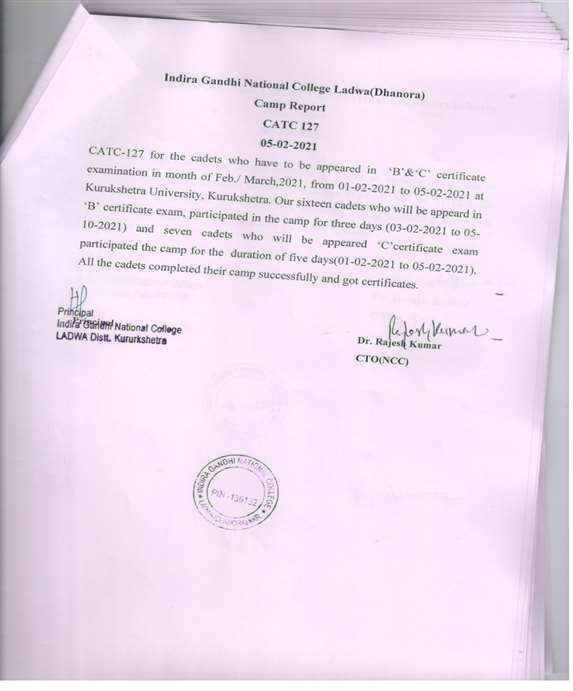 Indira Gandhi National College Ladwa(Dhanora)
Camp Report
CATC 127
05-02-2021
CATC-127 for the cadets who have to be appeared in ‘B’&‘C’ certificate
examination in month of Feb./ March,2021, from 01-02-2021 to 05-02-2021 at
Kurukshetra University, Kurukshetra. Our sixteen cadets who will be appeard in
‘B’ certificate exam, participated in the camp for three days (03-02-2021 to 05-
10-2021) and seven cadets who will be appeared ‘C’certificate exam
participated the camp for the duration of five days(01-02-2021 to 05-02-2021).
All the cadets completed their camp successfully and got certificates.
Principal
Principal
Indira Gandhi National College
LADWA Distt. Kururkshetra
Rajesh Kumar
Dr. Rajesh Kumar
CTO(NCC)
INDIRA GANDHI NATIONAL COLLEGE
PIN-136132